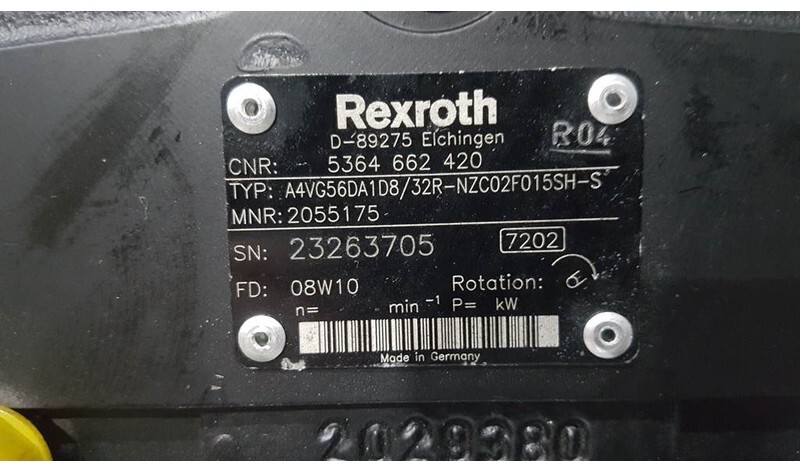 Rexroth
D-89275 Elchingen
R04
CNR: 5364 662 420
TYP: A4VG56DA1D8/32R-NZC02F015SH-S
MNR: 2055175
SN: 23263705 7202
FD: 08W10 Rotation:
n= min⁻¹ P= kW
Made in Germany
2029380